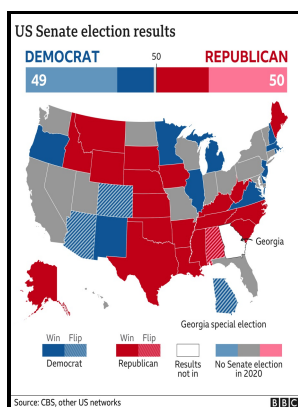 US Senate election results
DEMOCRAT 50 REPUBLICAN
49 50
Georgia
Georgia special election
Win Flip Win Flip
Democrat Republican Results not in No Senate election in 2020
Source: CBS, other US networks BBC